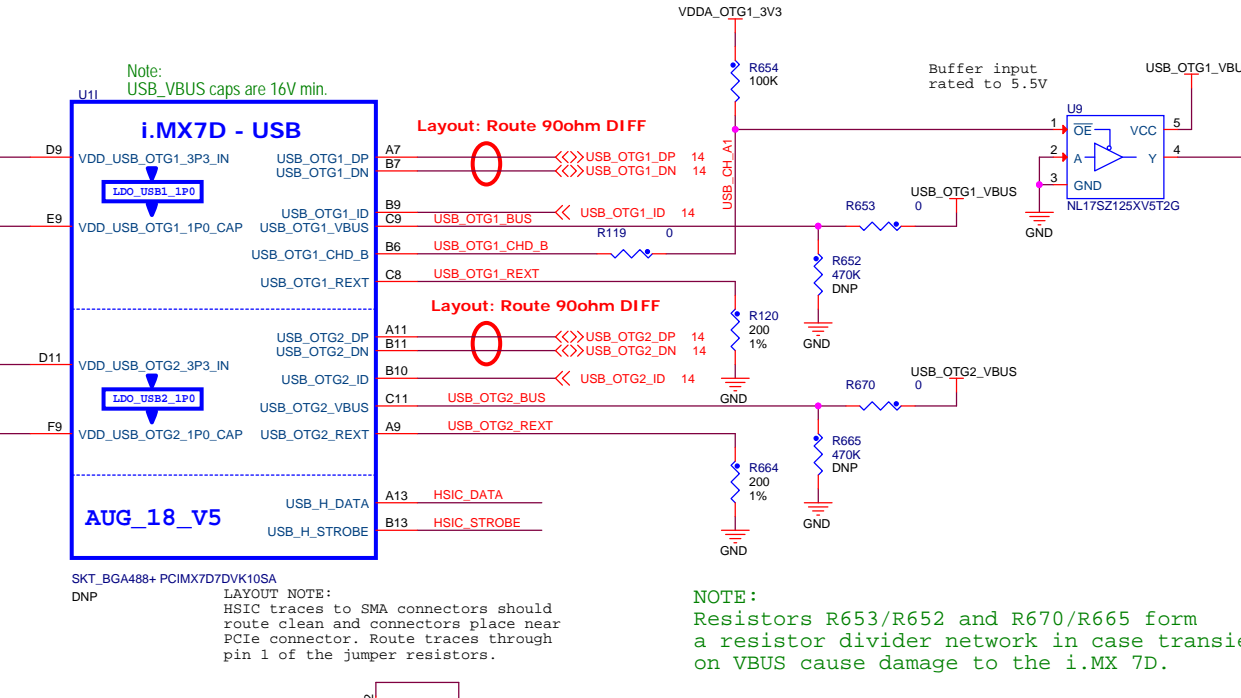 VDDA_OTG1_3V3
R654
100K
Buffer input
rated to 5.5V
USB_OTG1_VBU
Note:
USB_VBUS caps are 16V min.
U1I
i.MX7D - USB
Layout: Route 90ohm DIFF
U9
1
OE
VCC
5
2
A
Y
4
3
GND
NL17SZ125XV5T2G
GND
D9
VDD_USB_OTG1_3P3_IN
LDO_USB1_1P0
E9
VDD_USB_OTG1_1P0_CAP
USB_OTG1_DP
A7
USB_OTG1_DP 14
USB_OTG1_DN
B7
USB_OTG1_DN 14
USB_CH_A1
USB_OTG1_ID
B9
USB_OTG1_ID 14
USB_OTG1_VBUS
C9
USB_OTG1_BUS
R653
0
USB_OTG1_VBUS
R119
0
USB_OTG1_CHD_B
B6
USB_OTG1_CHD_B
R652
470K
DNP
GND
USB_OTG1_REXT
C8
USB_OTG1_REXT
Layout: Route 90ohm DIFF
R120
200
1%
GND
D11
VDD_USB_OTG2_3P3_IN
LDO_USB2_1P0
F9
VDD_USB_OTG2_1P0_CAP
USB_OTG2_DP
A11
USB_OTG2_DP 14
USB_OTG2_DN
B11
USB_OTG2_DN 14
USB_OTG2_ID
B10
USB_OTG2_ID 14
USB_OTG2_VBUS
C11
USB_OTG2_BUS
R670
0
USB_OTG2_VBUS
USB_OTG2_REXT
A9
USB_OTG2_REXT
R665
470K
DNP
GND
R664
200
1%
GND
USB_H_DATA
A13
HSIC_DATA
USB_H_STROBE
B13
HSIC_STROBE
AUG_18_V5
SKT_BGA488+ PCIMX7D7DVK10SA
DNP
LAYOUT NOTE:
HSIC traces to SMA connectors should
route clean and connectors place near
PCIe connector. Route traces through
pin 1 of the jumper resistors.
NOTE:
Resistors R653/R652 and R670/R665 form
a resistor divider network in case transie
on VBUS cause damage to the i.MX 7D.